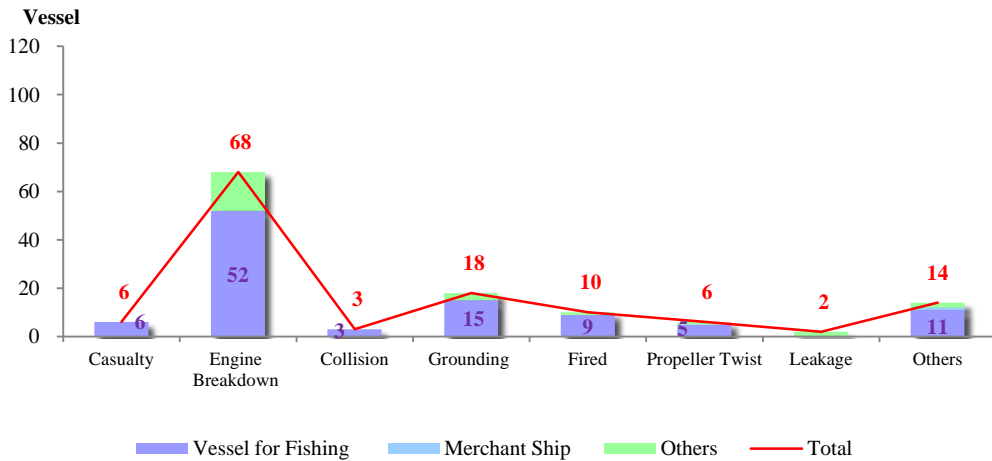 Vessel
120
100
80
60
40
20
0
68
6
6
52
3
3
18
15
10
9
6
5
2
14
11
Casualty
Engine
Breakdown
Collision
Grounding
Fired
Propeller Twist
Leakage
Others
Vessel for Fishing
Merchant Ship
Others
Total